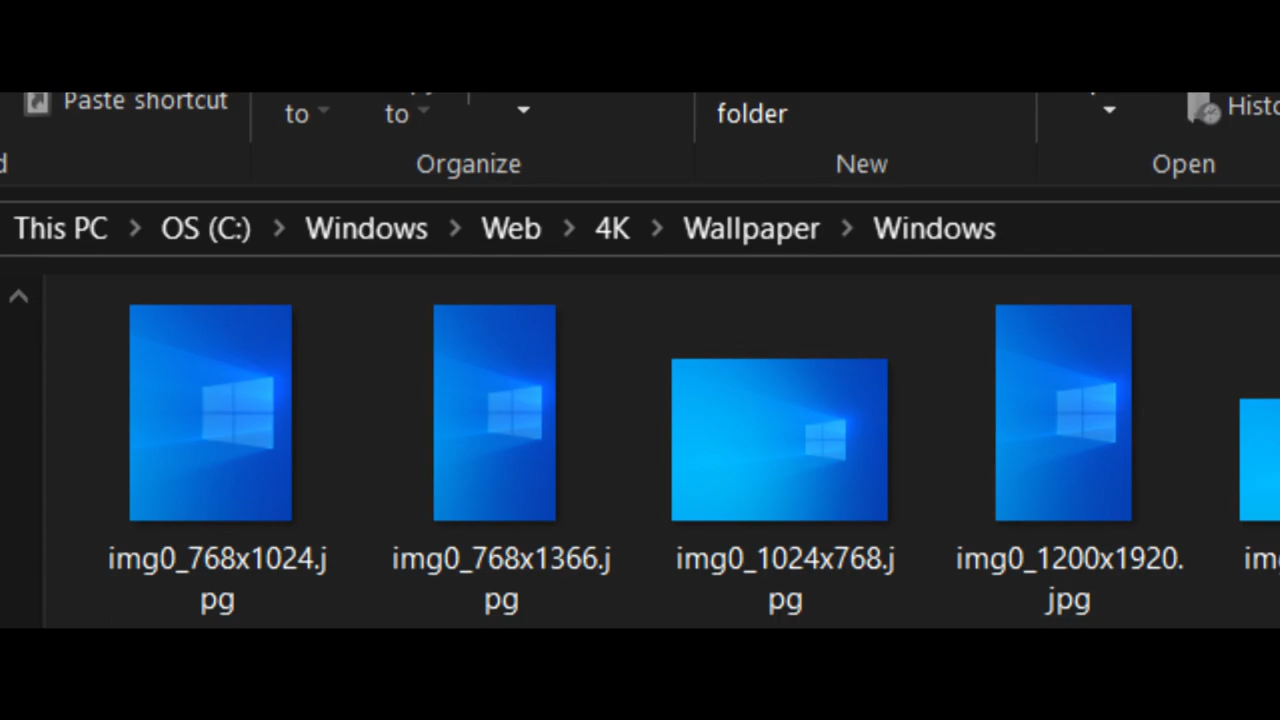 Paste shortcut
to
to
folder
Organize
New
Open
This PC > OS (C:) > Windows > Web > 4K > Wallpaper > Windows
img0_768x1024.j
pg
img0_768x1366.j
pg
img0_1024x768.j
pg
img0_1200x1920.
jpg